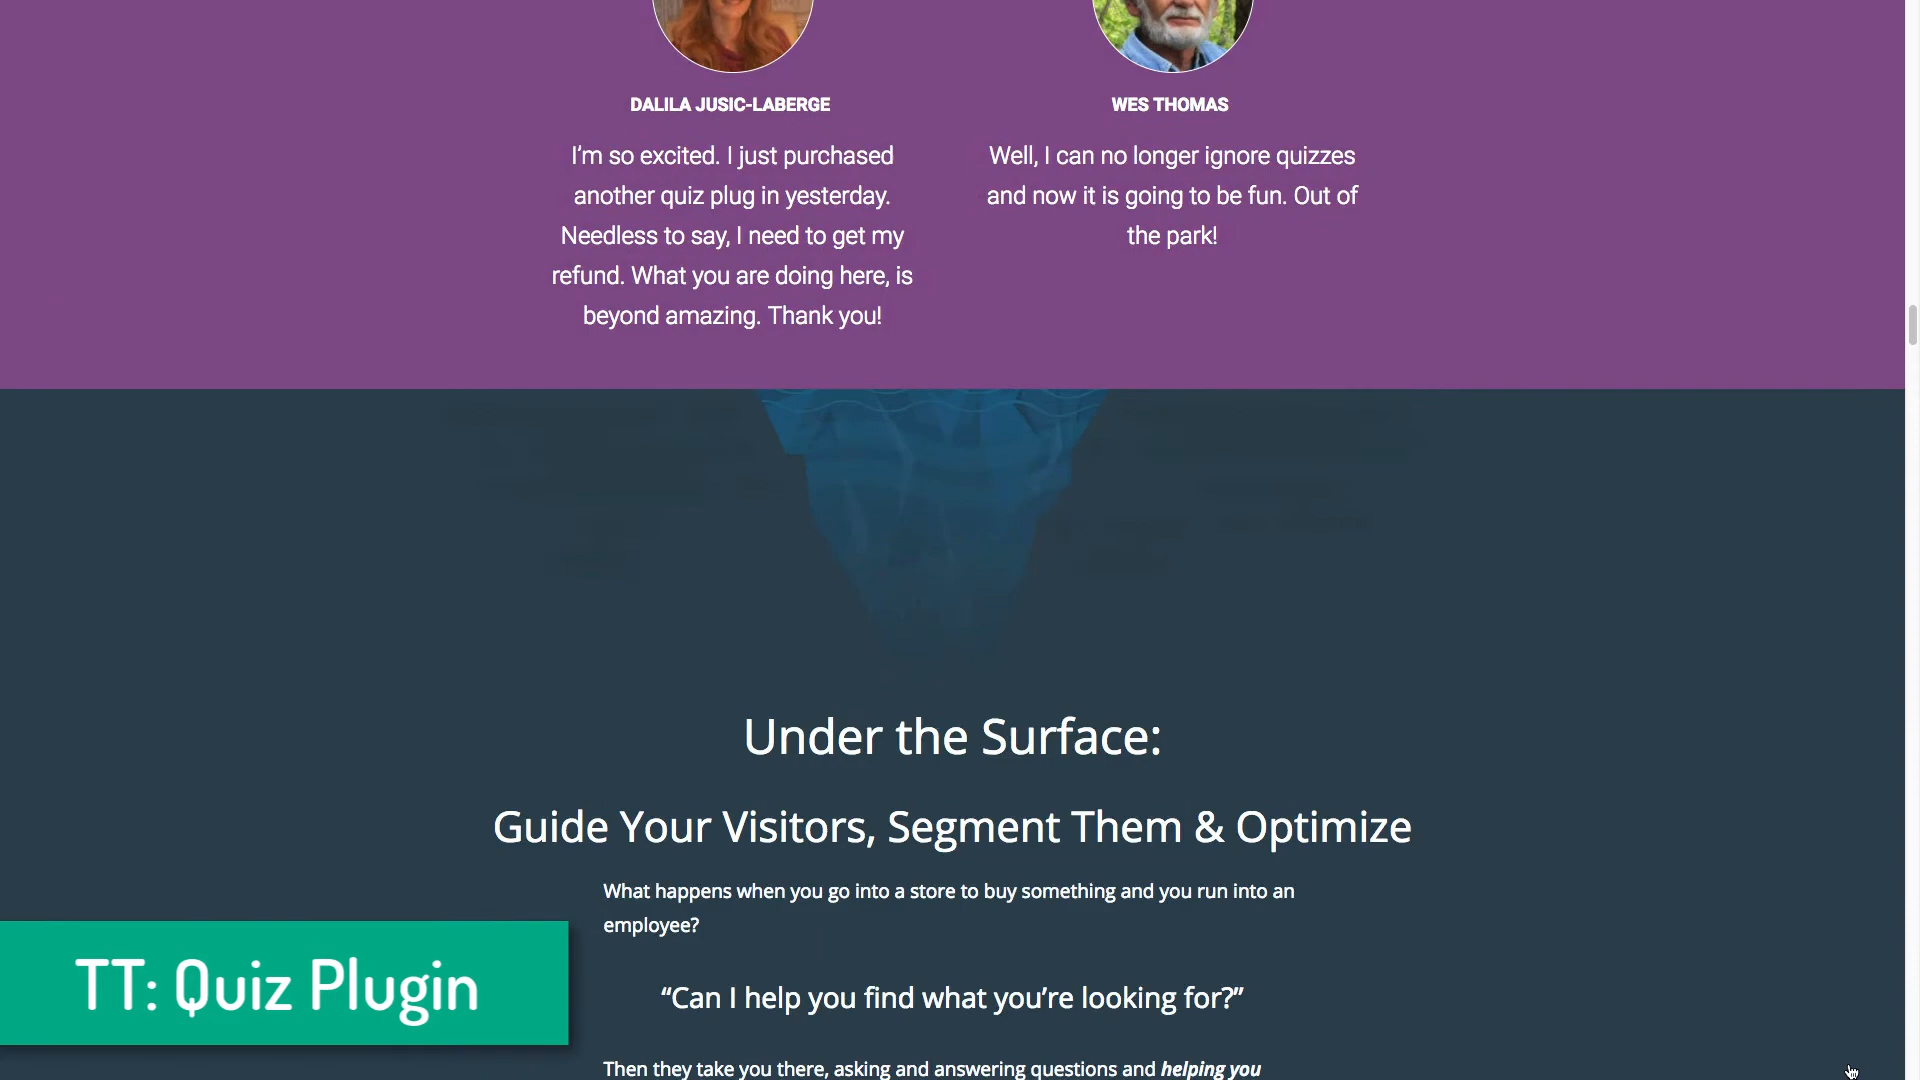 DALILA JUSIC-LABERGE
I’m so excited. I just purchased
another quiz plug in yesterday.
Needless to say, I need to get my
refund. What you are doing here, is
beyond amazing. Thank you!
WES THOMAS
Well, I can no longer ignore quizzes
and now it is going to be fun. Out of
the park!
Under the Surface:
Guide Your Visitors, Segment Them & Optimize
What happens when you go into a store to buy something and you run into an
employee?
“Can I help you find what you’re looking for?”
Then they take you there, asking and answering questions and helping you
TT: Quiz Plugin